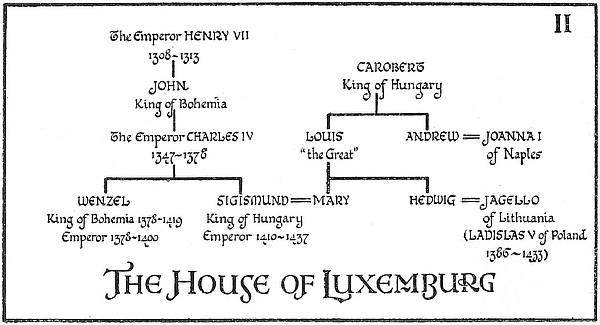 II
The Emperor HENRY VII
1308~1313
JOHN
King of Bohemia
The Emperor CHARLES IV
1347~1378
CAROBERT
King of Hungary
LOUIS
"the Great"
ANDREW = JOANNA I
of Naples
WENZEL
King of Bohemia 1378-1419
Emperor 1378-1400
SIGISMUND = MARY
King of Hungary
Emperor 1410-1437
HEDWIG = JAGELLO
of Lithuania
(LADISLAS V of Poland
1386~1433)
THE HOUSE OF LUXEMBURG